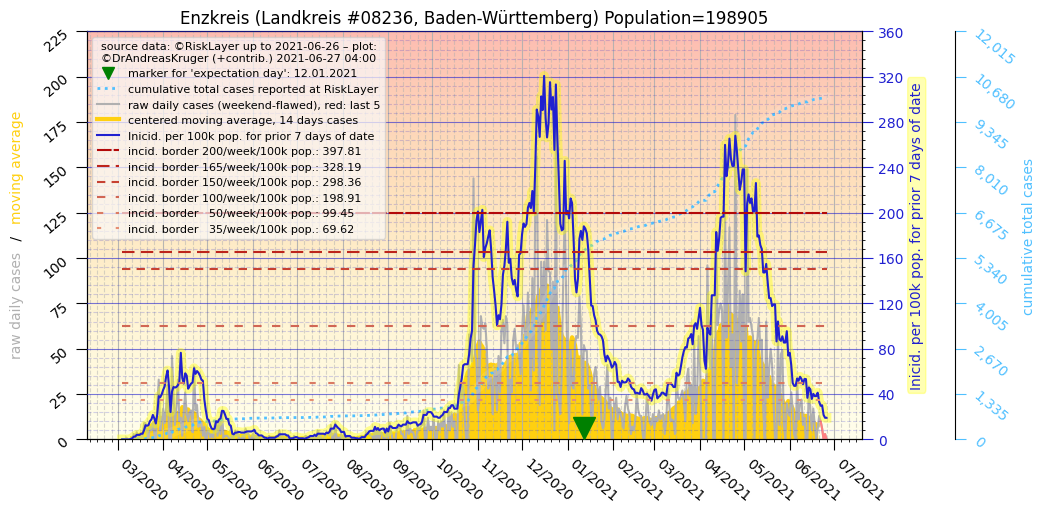 Enzkreis (Landkreis #08236, Baden-Württemberg) Population=198905
source data: ©RiskLayer up to 2021-06-26 – plot:
©DrAndreasKruger (+contrib.) 2021-06-27 04:00
marker for 'expectation day': 12.01.2021
cumulative total cases reported at RiskLayer
raw daily cases (weekend-flawed), red: last 5
centered moving average, 14 days cases
Inicid. per 100k pop. for prior 7 days of date
incid. border 200/week/100k pop.: 397.81
incid. border 165/week/100k pop.: 328.19
incid. border 150/week/100k pop.: 298.36
incid. border 100/week/100k pop.: 198.91
incid. border   50/week/100k pop.: 99.45
incid. border   35/week/100k pop.: 69.62
raw daily cases / moving average
225
200
175
150
125
100
75
50
25
0
360
320
280
240
200
160
120
80
40
0
Inicid. per 100k pop. for prior 7 days of date
12,015
10,680
9,345
8,010
6,675
5,340
4,005
2,670
1,335
0
cumulative total cases
03/2020
04/2020
05/2020
06/2020
07/2020
08/2020
09/2020
10/2020
11/2020
12/2020
01/2021
02/2021
03/2021
04/2021
05/2021
06/2021
07/2021